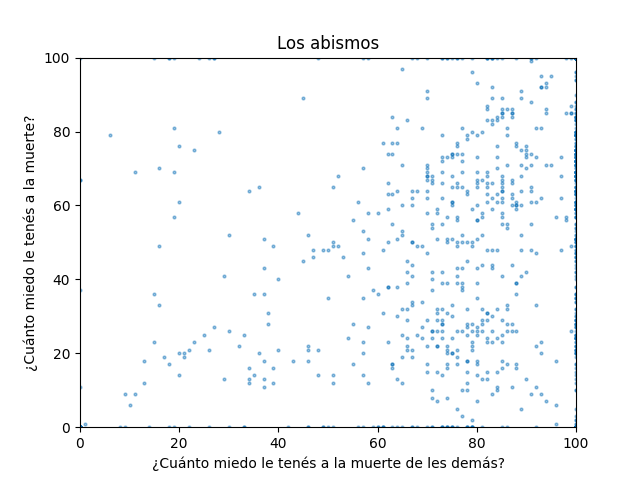 Los abismos
¿Cuánto miedo le tenés a la muerte?
100
80
60
40
20
0
0 20 40 60 80 100
¿Cuánto miedo le tenés a la muerte de les demás?